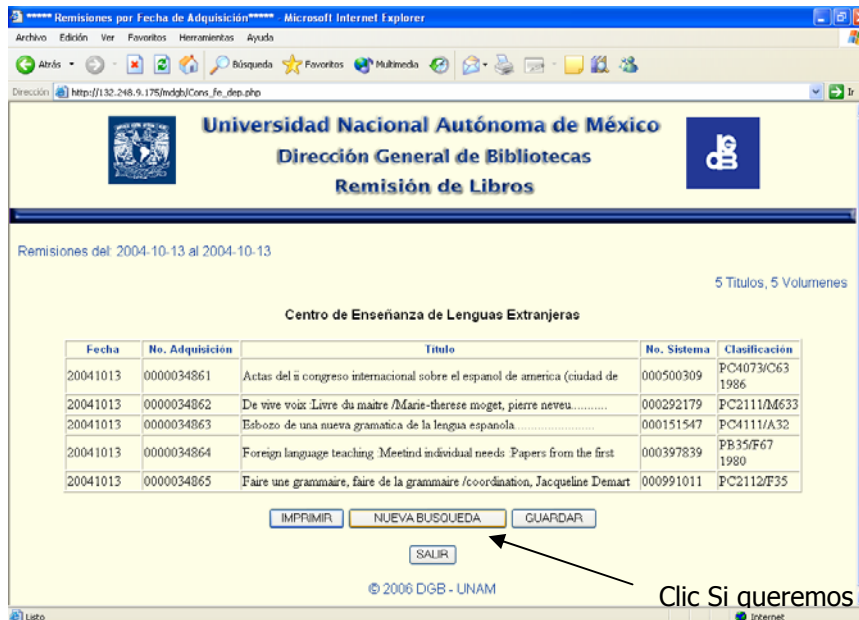 ***** Remisiones por Fecha de Adquisición***** - Microsoft Internet Explorer
Archivo Edición Ver Favoritos Herramientas Ayuda
Atrás Búsqueda Favoritos Multimedia
Dirección http://132.248.9.175/mdgb/Cons_fe_dep.php Ir
Universidad Nacional Autónoma de México
Dirección General de Bibliotecas
Remisión de Libros
Remisiones del: 2004-10-13 al 2004-10-13
5 Titulos, 5 Volumenes
Centro de Enseñanza de Lenguas Extranjeras
Fecha No. Adquisición Título No. Sistema Clasificación
20041013 0000034861 Actas del ii congreso internacional sobre el espanol de america (ciudad de 000500309 PC4073/C63 1986
20041013 0000034862 De vive voix :Livre du maitre /Marie-therese moget, pierre neveu........... 000292179 PC2111/M633
20041013 0000034863 Esbozo de una nueva gramatica de la lengua espanola........................ 000151547 PC4111/A32
20041013 0000034864 Foreign language teaching :Meetind individual needs :Papers from the first 000397839 PB35/F67 1980
20041013 0000034865 Faire une grammaire, faire de la grammaire /coordination, Jacqueline Demart 000991011 PC2112/F35
IMPRIMIR NUEVA BUSQUEDA GUARDAR
SALIR
© 2006 DGB - UNAM
Clic Si queremos
Listo Internet